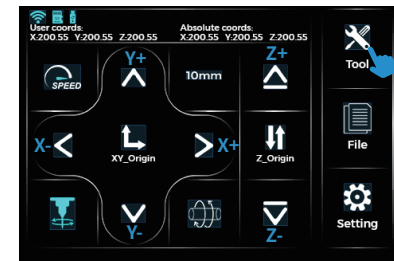 User coords:
X:200.55 Y:200.55 Z:200.55
Absolute coords:
X:200.55 Y:200.55 Z:200.55
Y+
Z+
Tool
SPEED
10mm
X-
XY_Origin
X+
Z_Origin
File
Y-
Z-
Setting